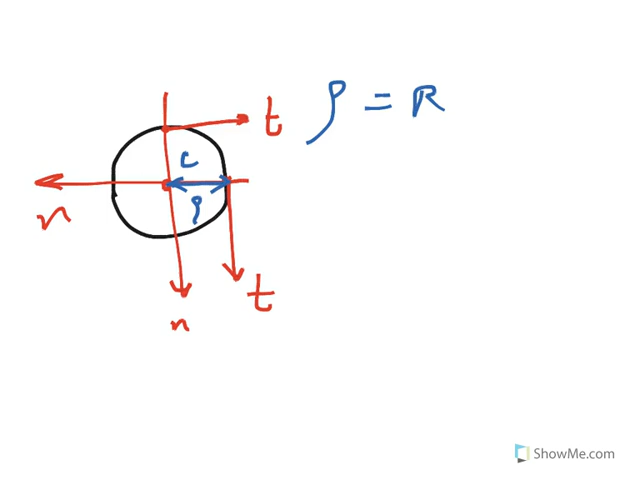 t ρ = R
c
n ρ
t
n
ShowMe.com